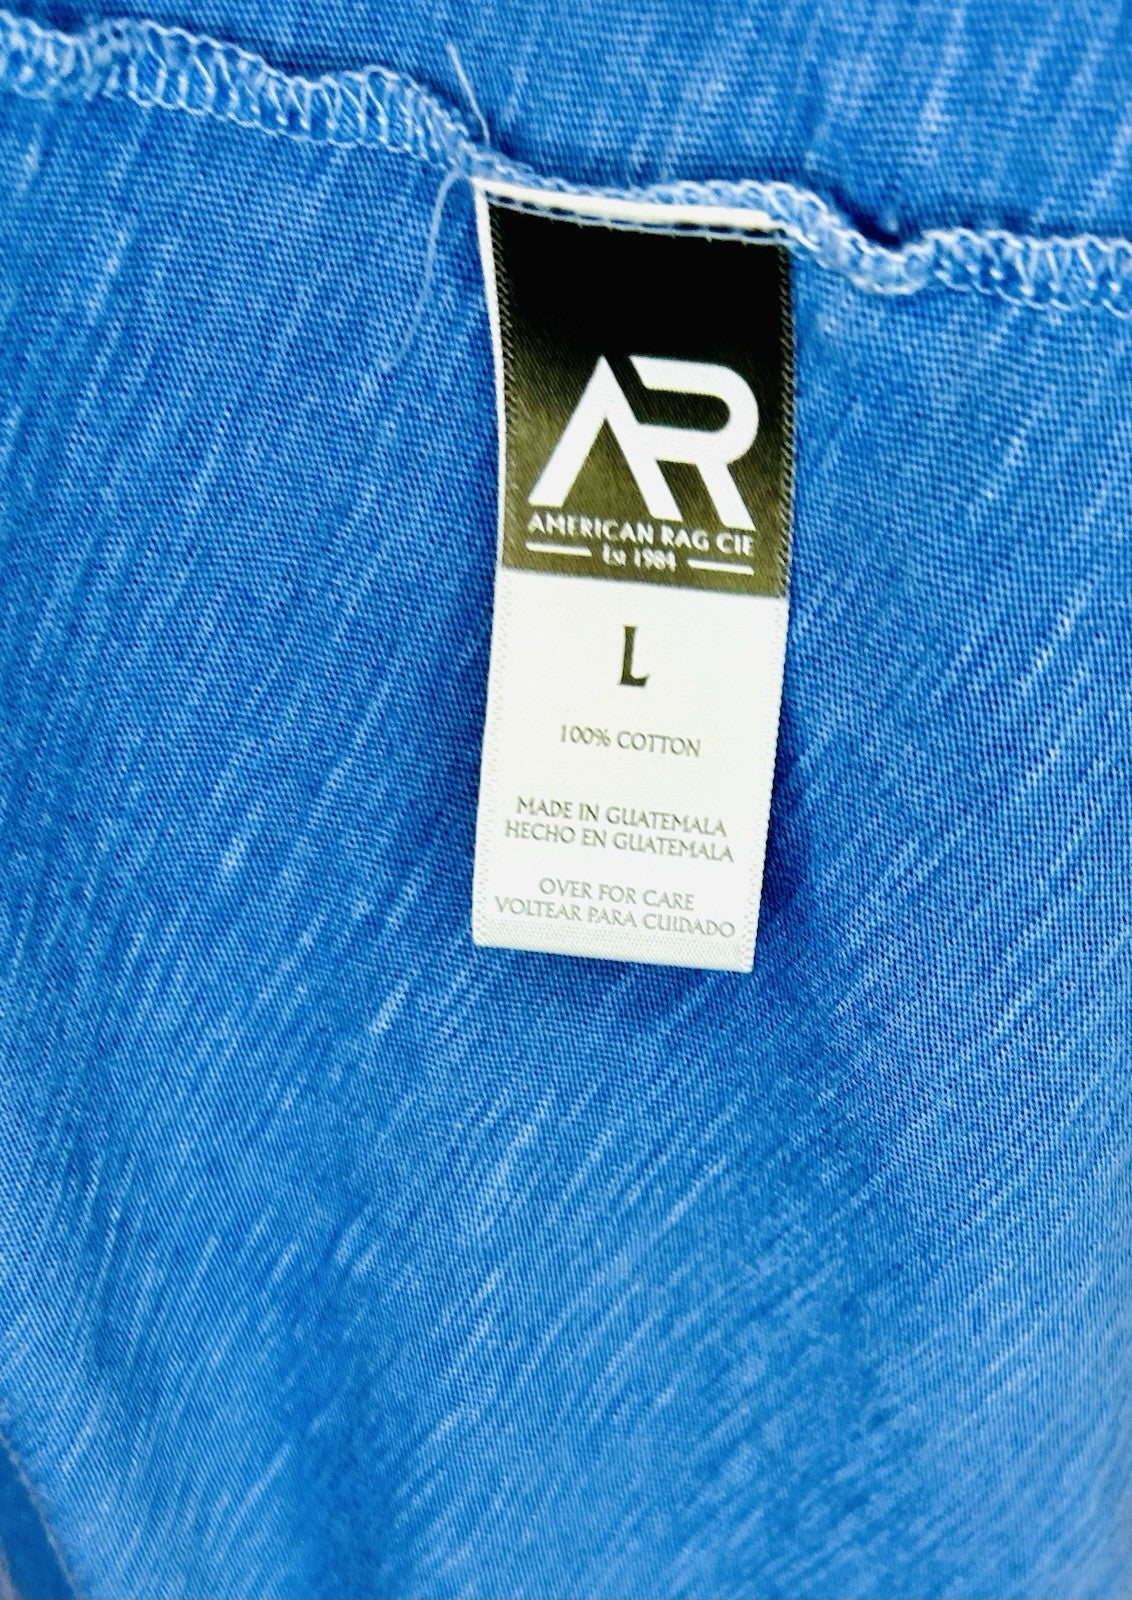 AR
AMERICAN RAG CIE
Est 1984
L
100% COTTON
MADE IN GUATEMALA
HECHO EN GUATEMALA
OVER FOR CARE
VOLTEAR PARA CUIDADO